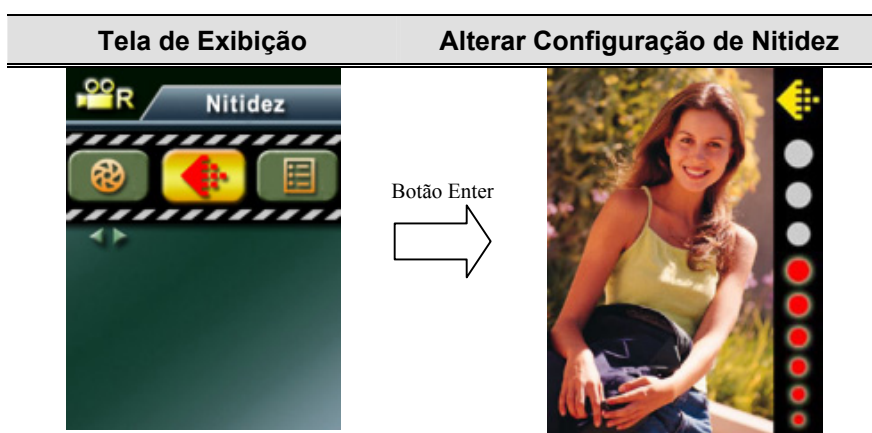 Tela de Exibição
Alterar Configuração de Nitidez
R
Nitidez
Botão Enter